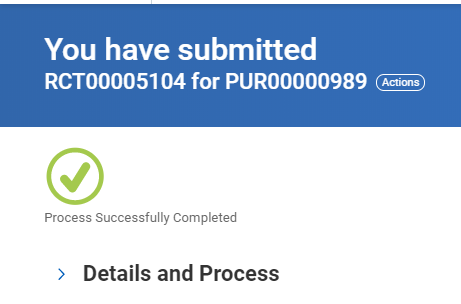 You have submitted
RCT00005104 for PUR00000989 Actions
Process Successfully Completed
Details and Process